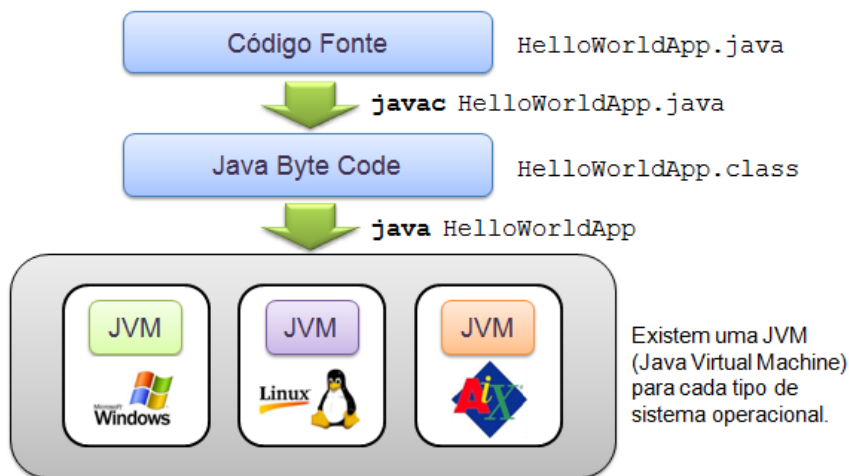 Código Fonte
HelloWorldApp.java
javac HelloWorldApp.java
Java Byte Code
HelloWorldApp.class
java HelloWorldApp
JVM
JVM
JVM
Microsoft
Windows
Linux
AiX
Existem uma JVM
(Java Virtual Machine)
para cada tipo de
sistema operacional.